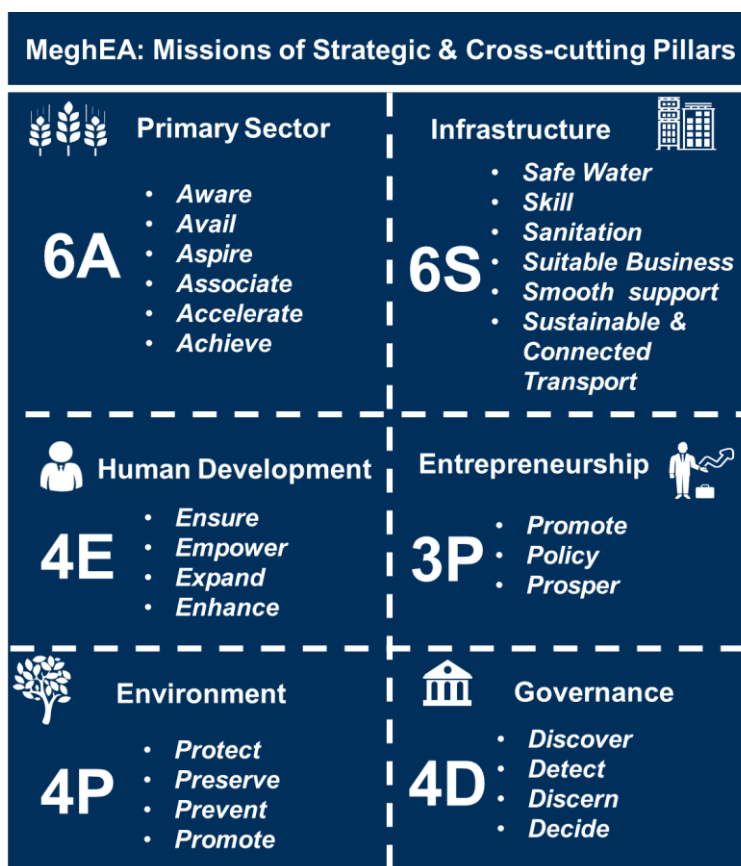 MeghEA: Missions of Strategic & Cross-cutting Pillars
Primary Sector
6A
Aware
Avail
Aspire
Associate
Accelerate
Achieve
Infrastructure
6S
Safe Water
Skill
Sanitation
Suitable Business
Smooth support
Sustainable &
Connected
Transport
Human Development
4E
Ensure
Empower
Expand
Enhance
Entrepreneurship
3P
Promote
Policy
Prosper
Environment
4P
Protect
Preserve
Prevent
Promote
Governance
4D
Discover
Detect
Discern
Decide